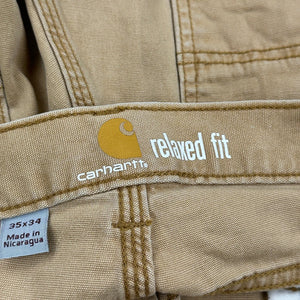 relaxed fit
carhartt
35x34
Made in
Nicaragua